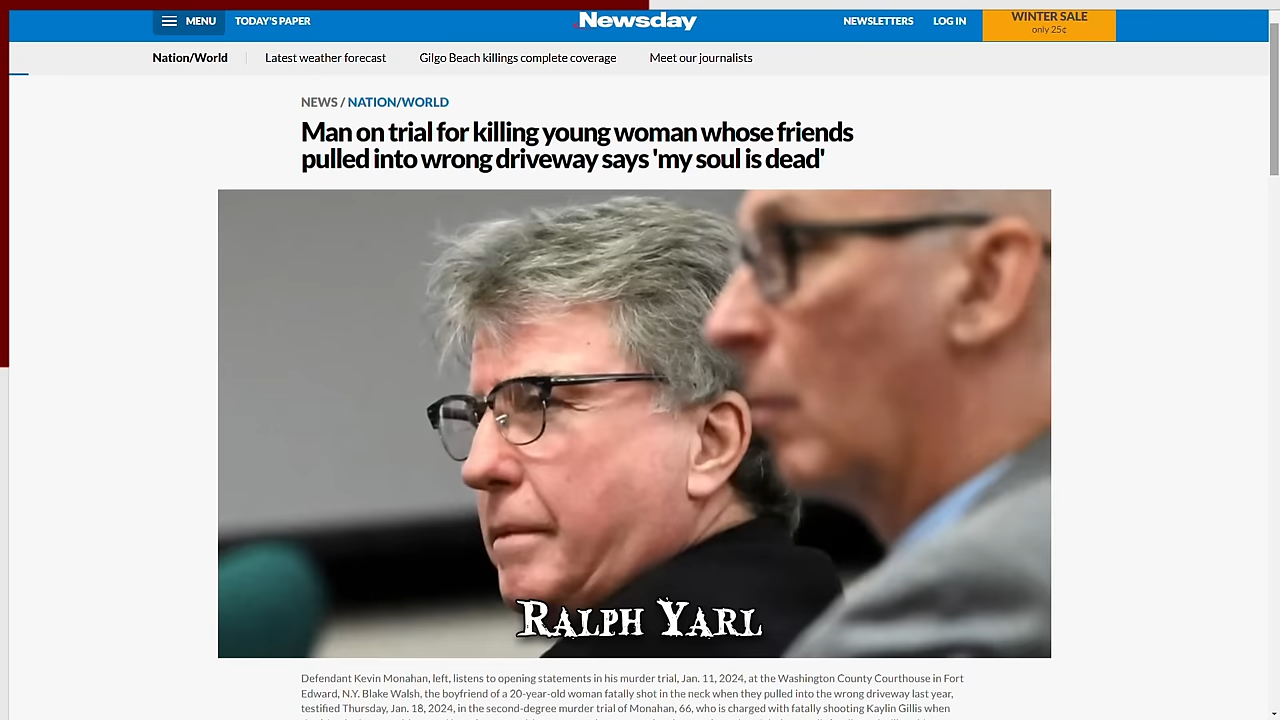 MENU
TODAY'S PAPER
Newsday
NEWSLETTERS
LOG IN
WINTER SALE
only 25¢
Nation/World
Latest weather forecast
Gilgo Beach killings complete coverage
Meet our journalists
NEWS / NATION/WORLD
Man on trial for killing young woman whose friends
pulled into wrong driveway says 'my soul is dead'
RALPH YARL
Defendant Kevin Monahan, left, listens to opening statements in his murder trial, Jan. 11, 2024, at the Washington County Courthouse in Fort
Edward, N.Y. Blake Walsh, the boyfriend of a 20-year-old woman fatally shot in the neck when they pulled into the wrong driveway last year,
testified Thursday, Jan. 18, 2024, in the second-degree murder trial of Monahan, 66, who is charged with fatally shooting Kaylin Gillis when